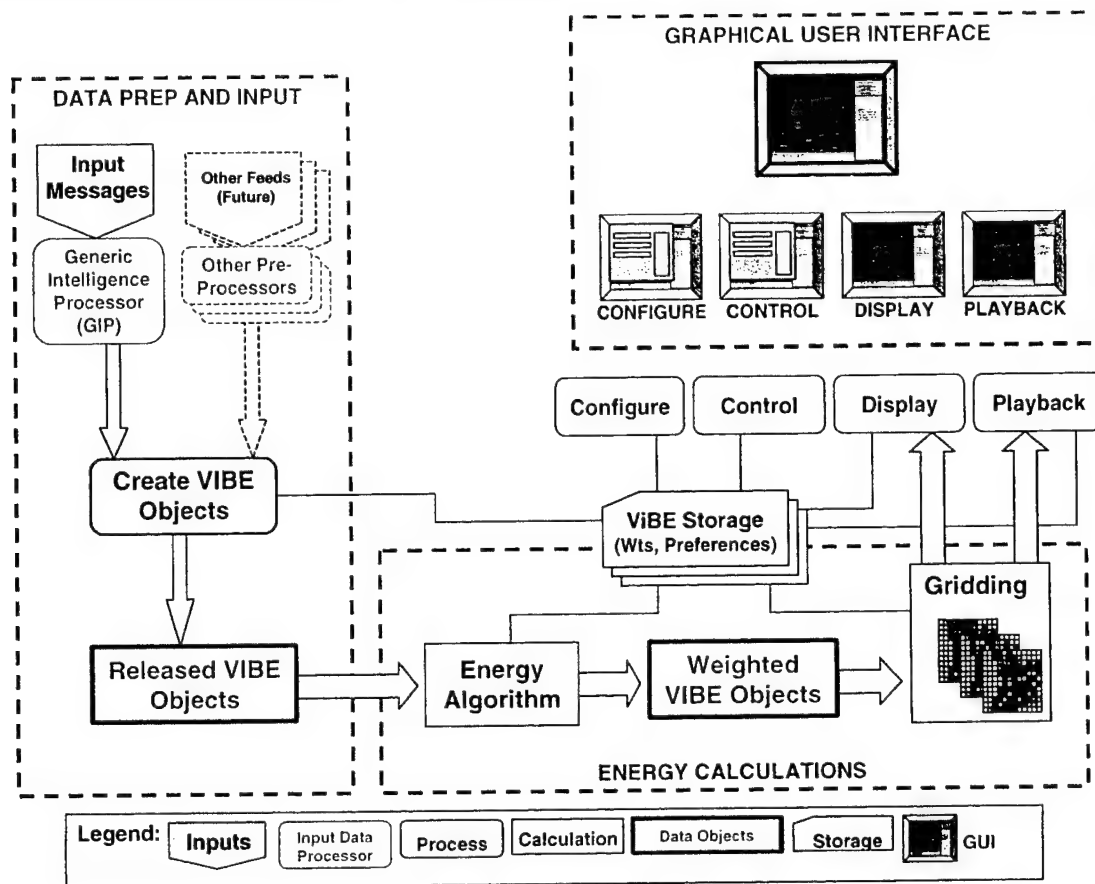 GRAPHICAL USER INTERFACE
CONFIGURE
CONTROL
DISPLAY
PLAYBACK
DATA PREP AND INPUT
Input
Messages
Other Feeds
(Future)
Generic
Intelligence
Processor
(GIP)
Other Pre-
Processors
Create VIBE
Objects
Released VIBE
Objects
Configure
Control
Display
Playback
ViBE Storage
(Wts, Preferences)
Gridding
Energy
Algorithm
Weighted
VIBE Objects
ENERGY CALCULATIONS
Legend:
Inputs
Input Data
Processor
Process
Calculation
Data Objects
Storage
GUI